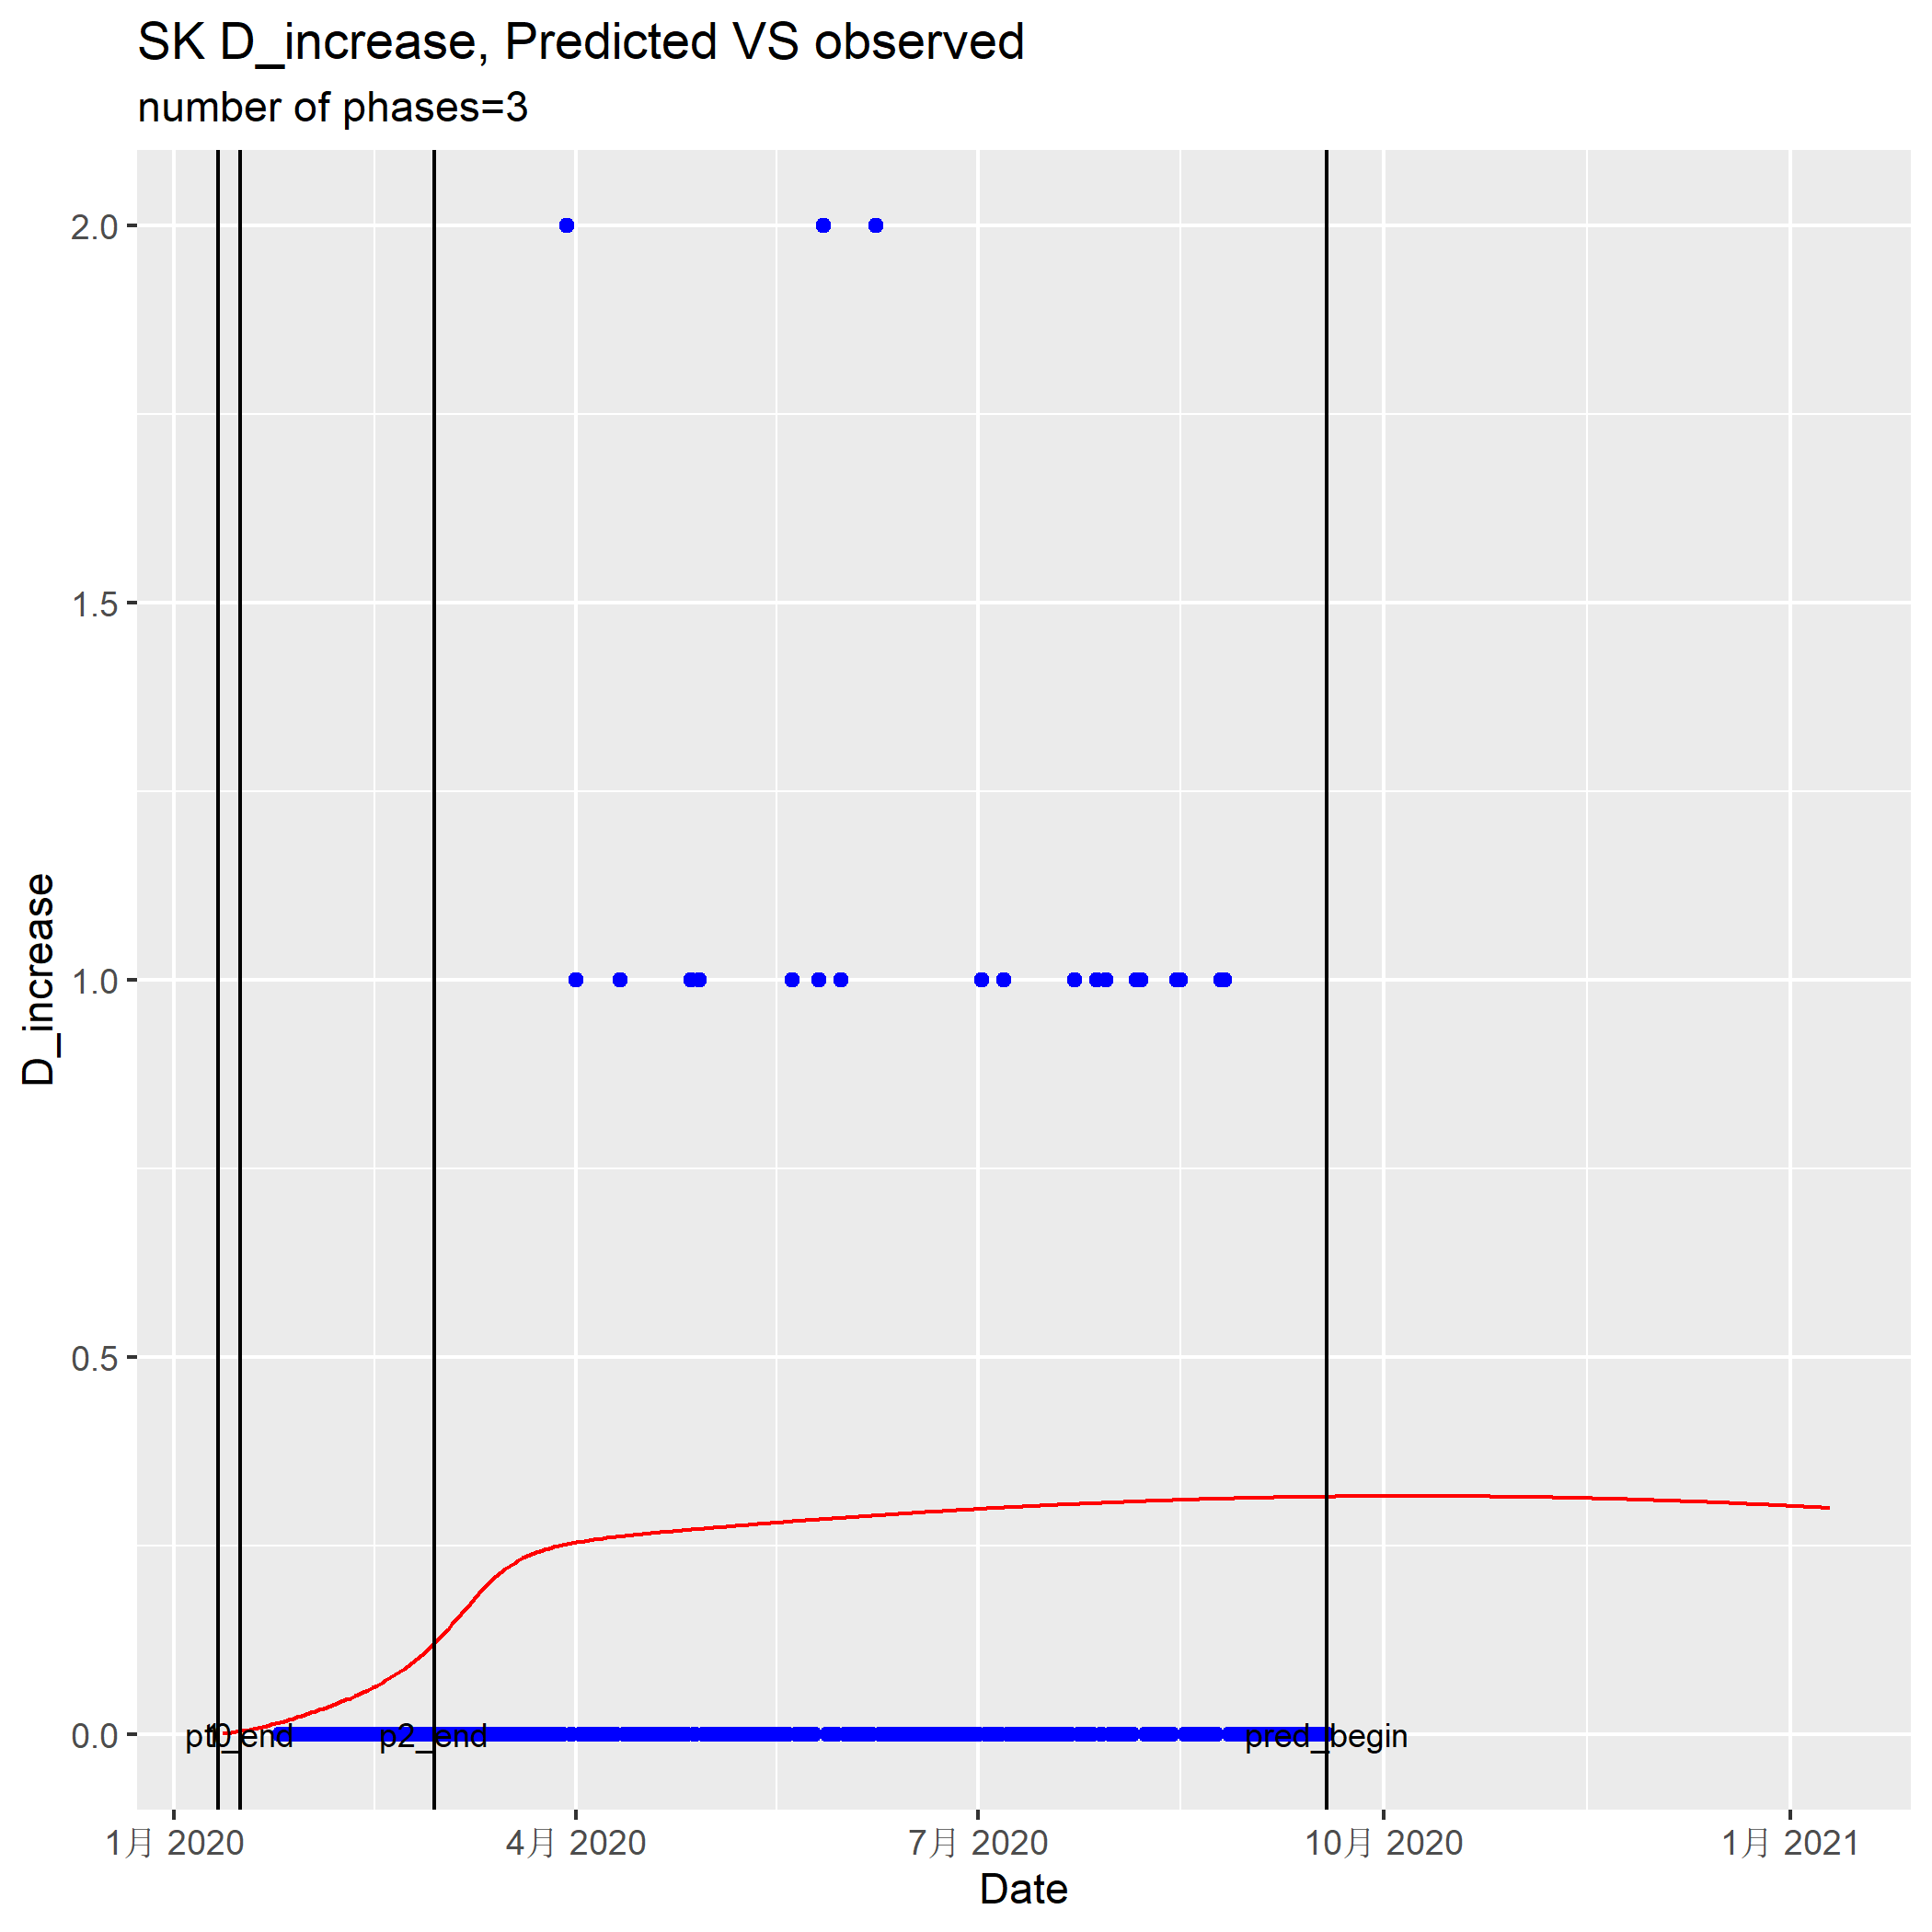 SK D_increase, Predicted VS observed
number of phases=3
D_increase
2.0
1.5
1.0
0.5
0.0
p2_end
pred_begin
1月 2020
4月 2020
7月 2020
10月 2020
1月 2021
Date